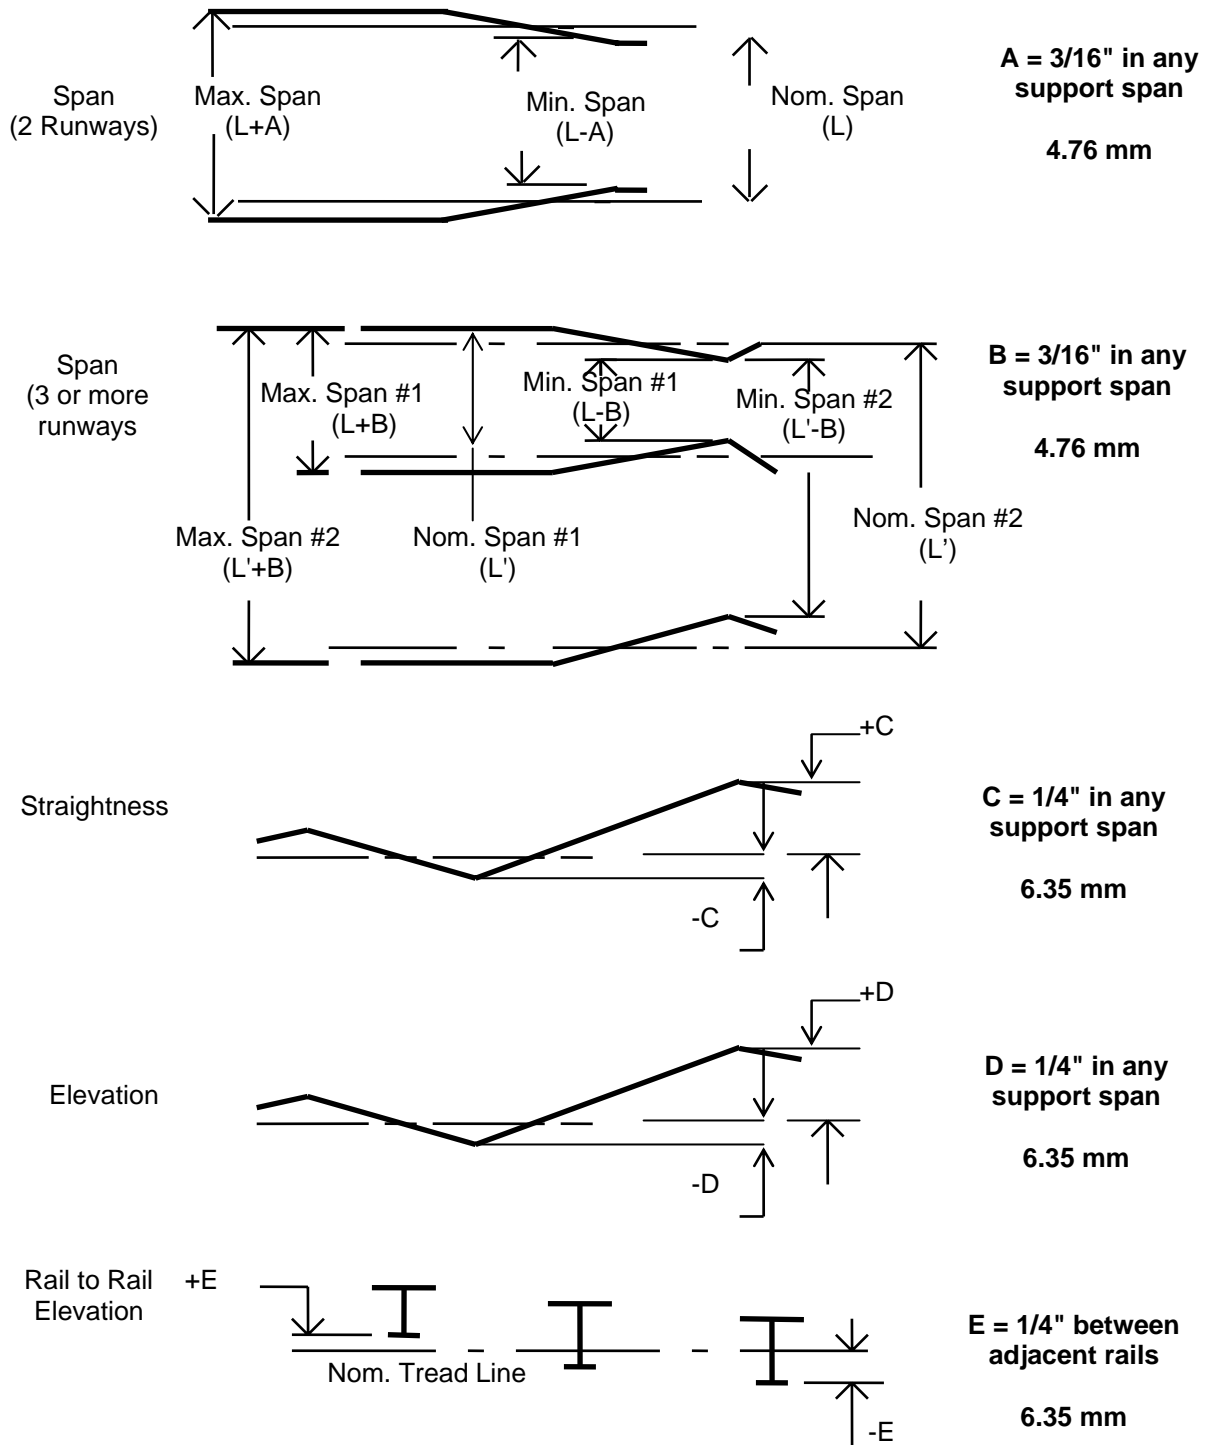 Span
(2 Runways)
Max. Span
(L+A)
Min. Span
(L-A)
Nom. Span
(L)
A = 3/16" in any
support span
4.76 mm
Span
(3 or more
runways
Max. Span #1
(L+B)
Min. Span #1
(L-B)
Min. Span #2
(L'-B)
B = 3/16" in any
support span
4.76 mm
Max. Span #2
(L'+B)
Nom. Span #1
(L')
Nom. Span #2
(L’)
Straightness
+C
-C
C = 1/4" in any
support span
6.35 mm
Elevation
+D
-D
D = 1/4" in any
support span
6.35 mm
Rail to Rail
Elevation
+E
Nom. Tread Line
-E
E = 1/4" between
adjacent rails
6.35 mm